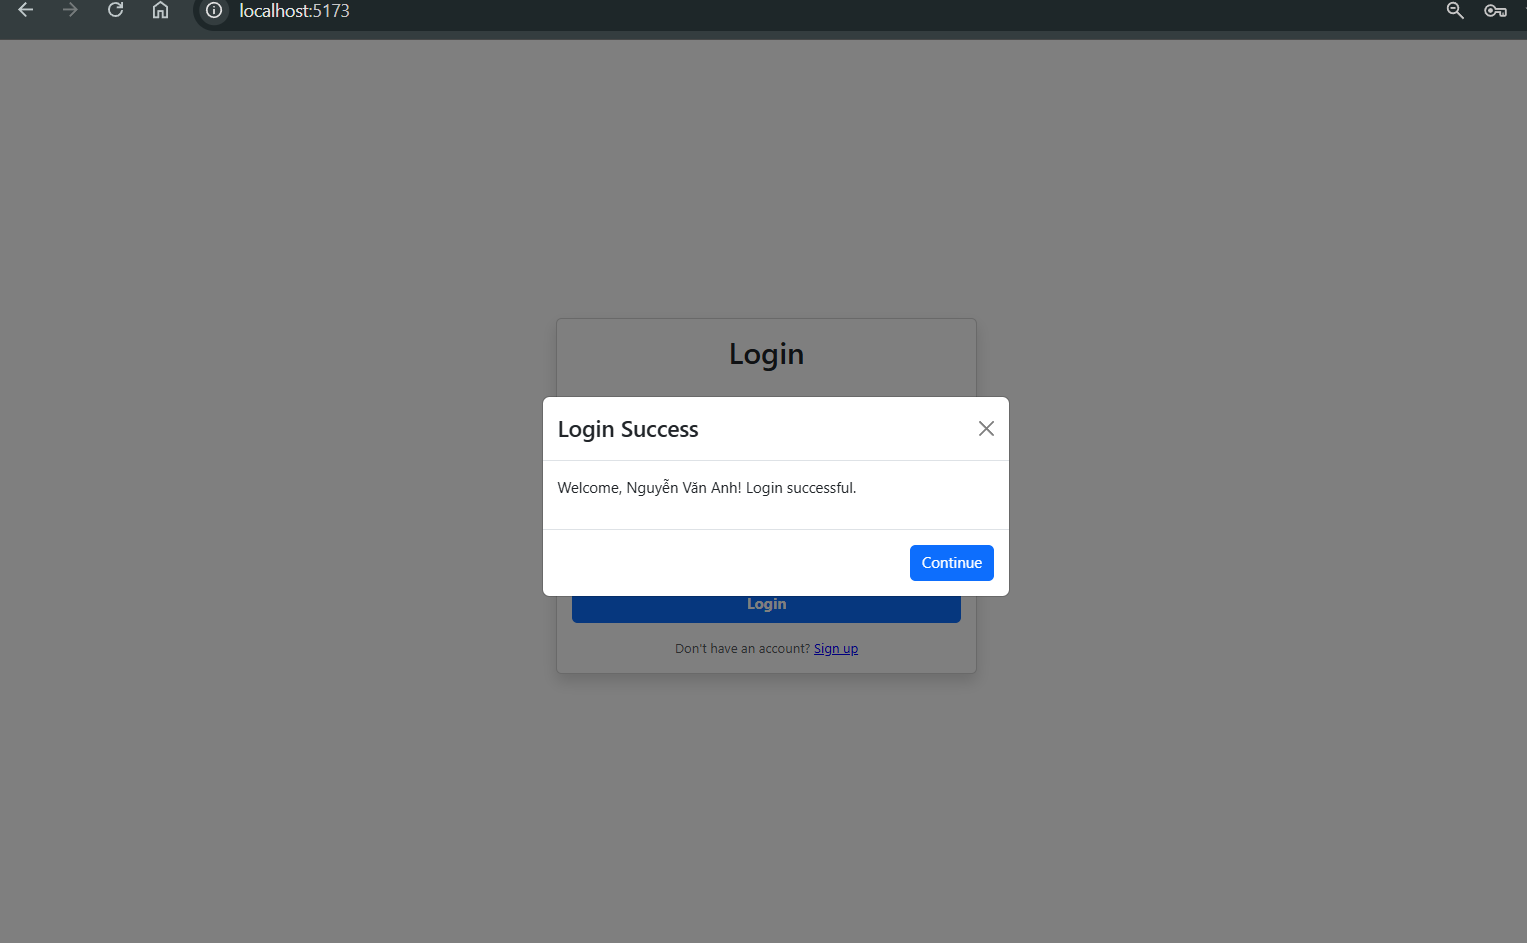 localhost:5173
Login
Login Success
Welcome, Nguyễn Văn Anh! Login successful.
Continue
Login
Don't have an account? Sign up